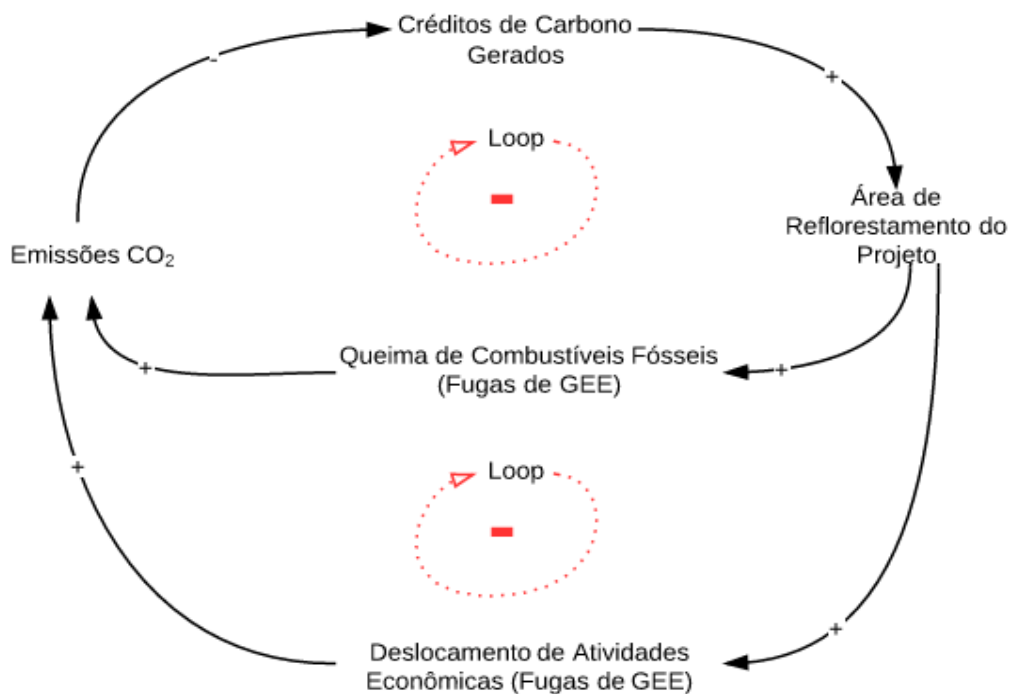 Créditos de Carbono
Gerados
-
+
Loop
-
Área de
Reflorestamento do
Projeto
Emissões CO₂
Queima de Combustíveis Fósseis
(Fugas de GEE)
+
+
Loop
-
+
+
Deslocamento de Atividades
Econômicas (Fugas de GEE)